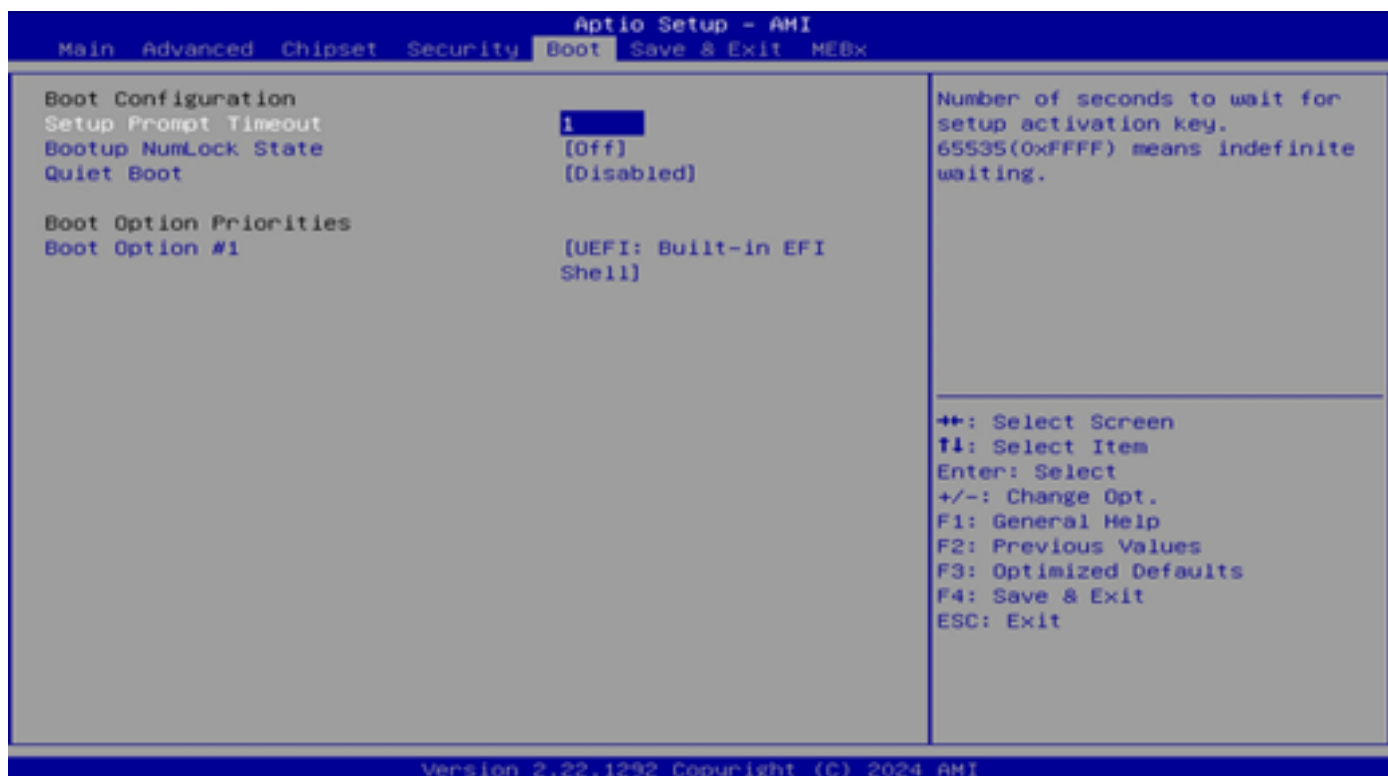 Aptio Setup - AMI
Main Advanced Chipset Security Boot Save & Exit MEBx
Boot Configuration
Setup Prompt Timeout 1
Bootup NumLock State [Off]
Quiet Boot [Disabled]
Boot Option Priorities
Boot Option #1 [UEFI: Built-in EFI
Shell]
Number of seconds to wait for
setup activation key.
65535(0xFFFF) means indefinite
waiting.
→←: Select Screen
↑↓: Select Item
Enter: Select
+/-: Change Opt.
F1: General Help
F2: Previous Values
F3: Optimized Defaults
F4: Save & Exit
ESC: Exit
Version 2.22.1292 Copyright (C) 2024 AMI